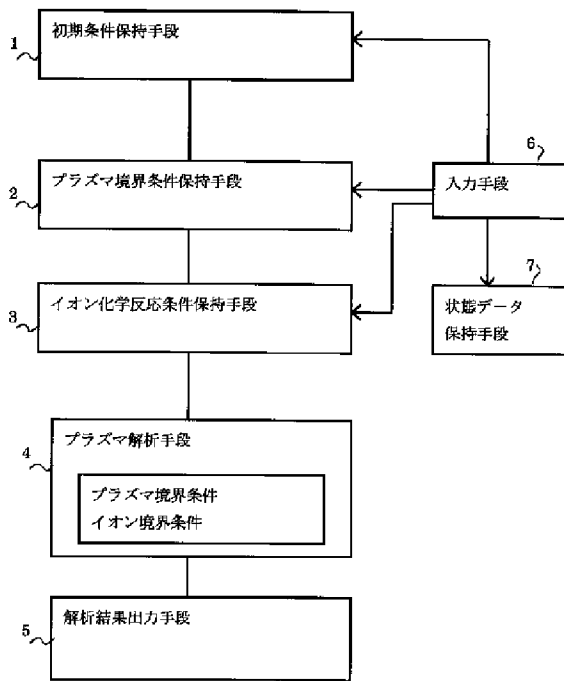 1
初期条件保持手段
6
入力手段
2
プラズマ境界条件保持手段
7
状態データ
保持手段
3
イオン化学反応条件保持手段
4
プラズマ解析手段
プラズマ境界条件
イオン境界条件
5
解析結果出力手段